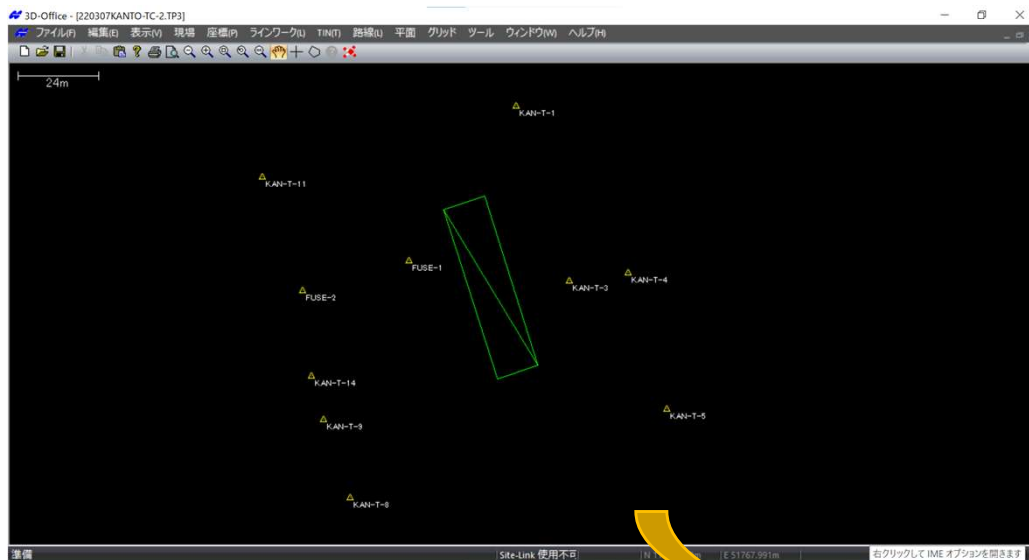 3D-Office - [220307KANTO-TC-2.TP3]
ファイル(F) 編集(E) 表示(V) 現場 座標(P) ラインワーク(L) TIN(T) 路線(L) 平面 グリッド ツール ウィンドウ(W) ヘルプ(H)
24m
KAN-T-1
KAN-T-11
FUSE-1
KAN-T-4
KAN-T-3
FUSE-2
KAN-T-14
KAN-T-5
KAN-T-9
KAN-T-8
準備 Site-Link 使用不可 N E 51767.991m 右クリックして IME オプションを開きます